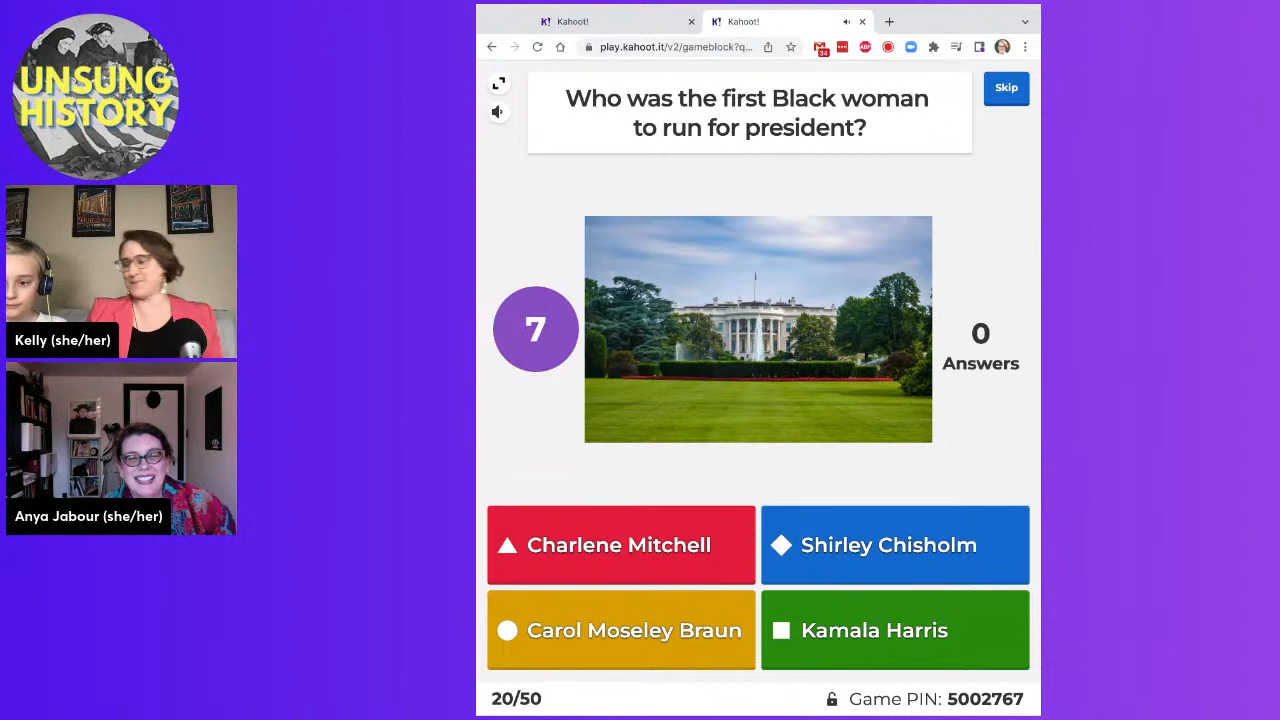 UNSUNG
HISTORY
Kelly (she/her)
Anya Jabour (she/her)
K! Kahoot!
K! Kahoot!
play.kahoot.it/v2/gameblock?q...
34
ABP
Who was the first Black woman
to run for president?
Skip
7
0
Answers
Charlene Mitchell
Shirley Chisholm
Carol Moseley Braun
Kamala Harris
20/50
Game PIN: 5002767